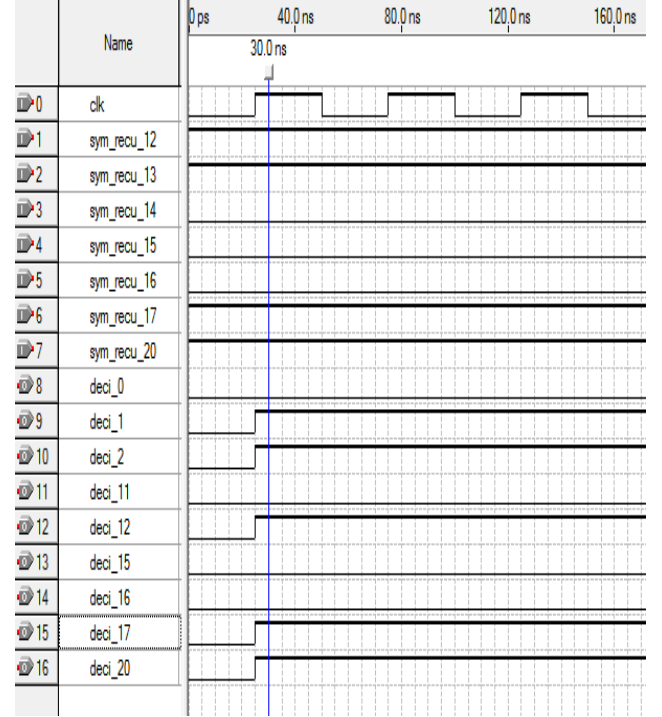 Name
0 ps 40.0 ns 80.0 ns 120.0 ns 160.0 ns
30.0 ns
0 clk
1 sym_recu_12
2 sym_recu_13
3 sym_recu_14
4 sym_recu_15
5 sym_recu_16
6 sym_recu_17
7 sym_recu_20
8 deci_0
9 deci_1
10 deci_2
11 deci_11
12 deci_12
13 deci_15
14 deci_16
15 deci_17
16 deci_20